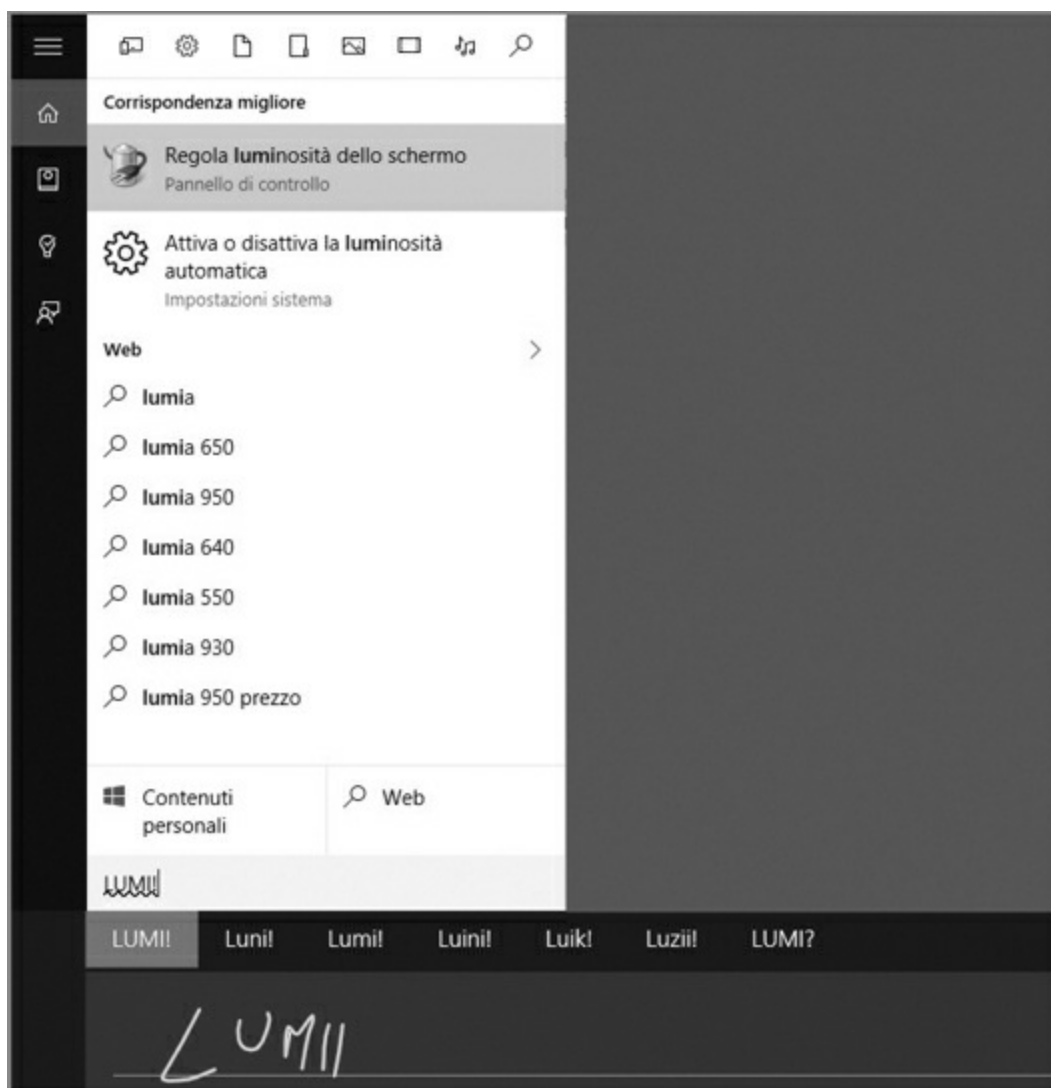 Corrispondenza migliore
Regola luminosità dello schermo
Pannello di controllo
Attiva o disattiva la luminosità
automatica
Impostazioni sistema
Web
lumia
lumia 650
lumia 950
lumia 640
lumia 550
lumia 930
lumia 950 prezzo
Contenuti
personali
Web
LUMI!
LUMI! Luni! Lumi! Luini! Luik! Luzii! LUMI?
LUMII